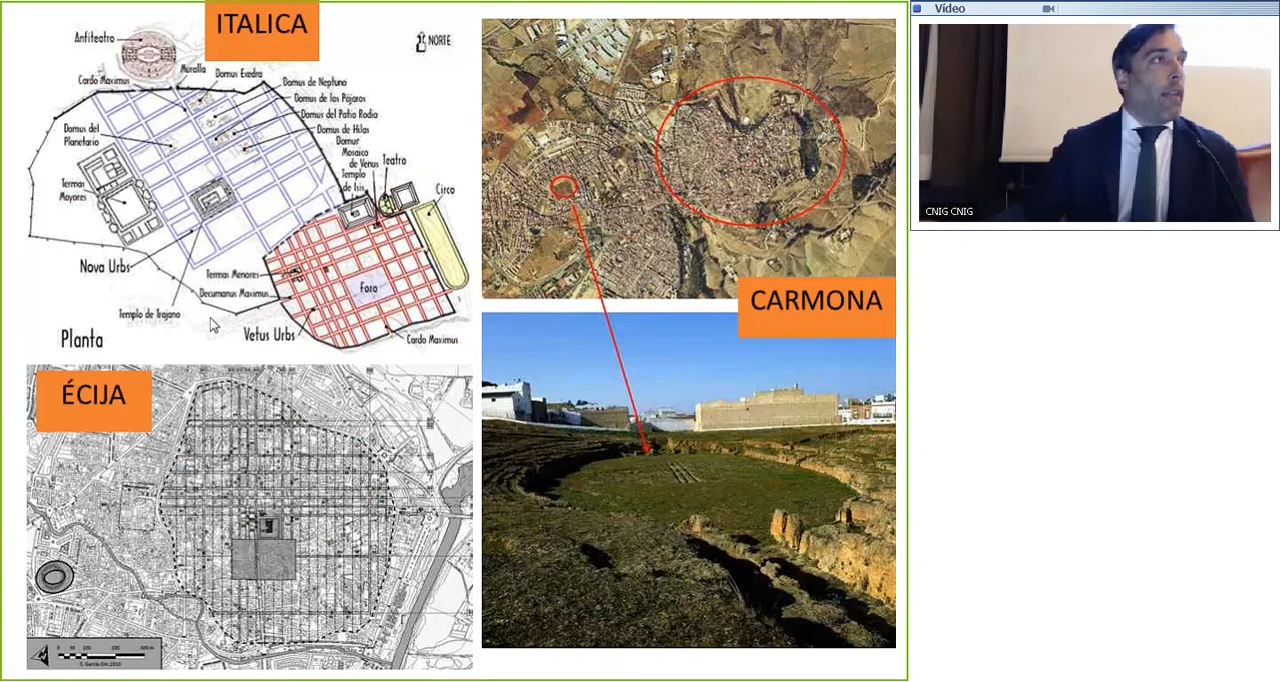 ITALICA
Anfiteatro
NORTE
Muralla
Cardo Maximus
Domus Exedra
Domus de Neptuno
Domus de los Pájaros
Domus del Patio Rodio
Domus de Hilas
Domus del
Planetario
Domur
Mosaico
de Venus
Teatro
Templo
de Isis
Termas
Mayores
Circo
Nova Urbs
Termas Menores
Foro
Decumanus Maximus
Templo de Trajano
Vetus Urbs
Cardo Maximus
Planta
ÉCIJA
CARMONA
Vídeo
CNIG CNIG